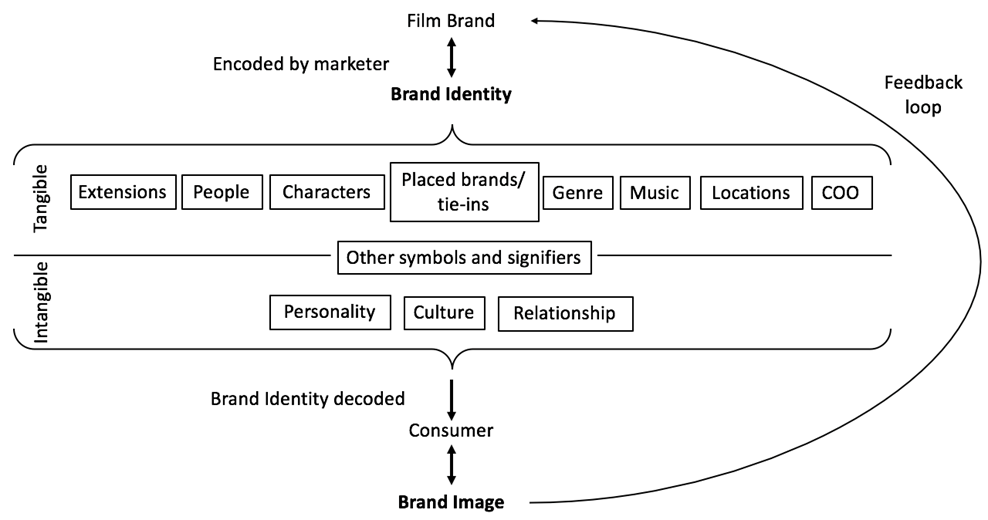 Film Brand
Encoded by marketer
Feedback
loop
Brand Identity
Tangible
Extensions
People
Characters
Placed brands/
tie-ins
Genre
Music
Locations
COO
Other symbols and signifiers
Intangible
Personality
Culture
Relationship
Brand Identity decoded
Consumer
Brand Image